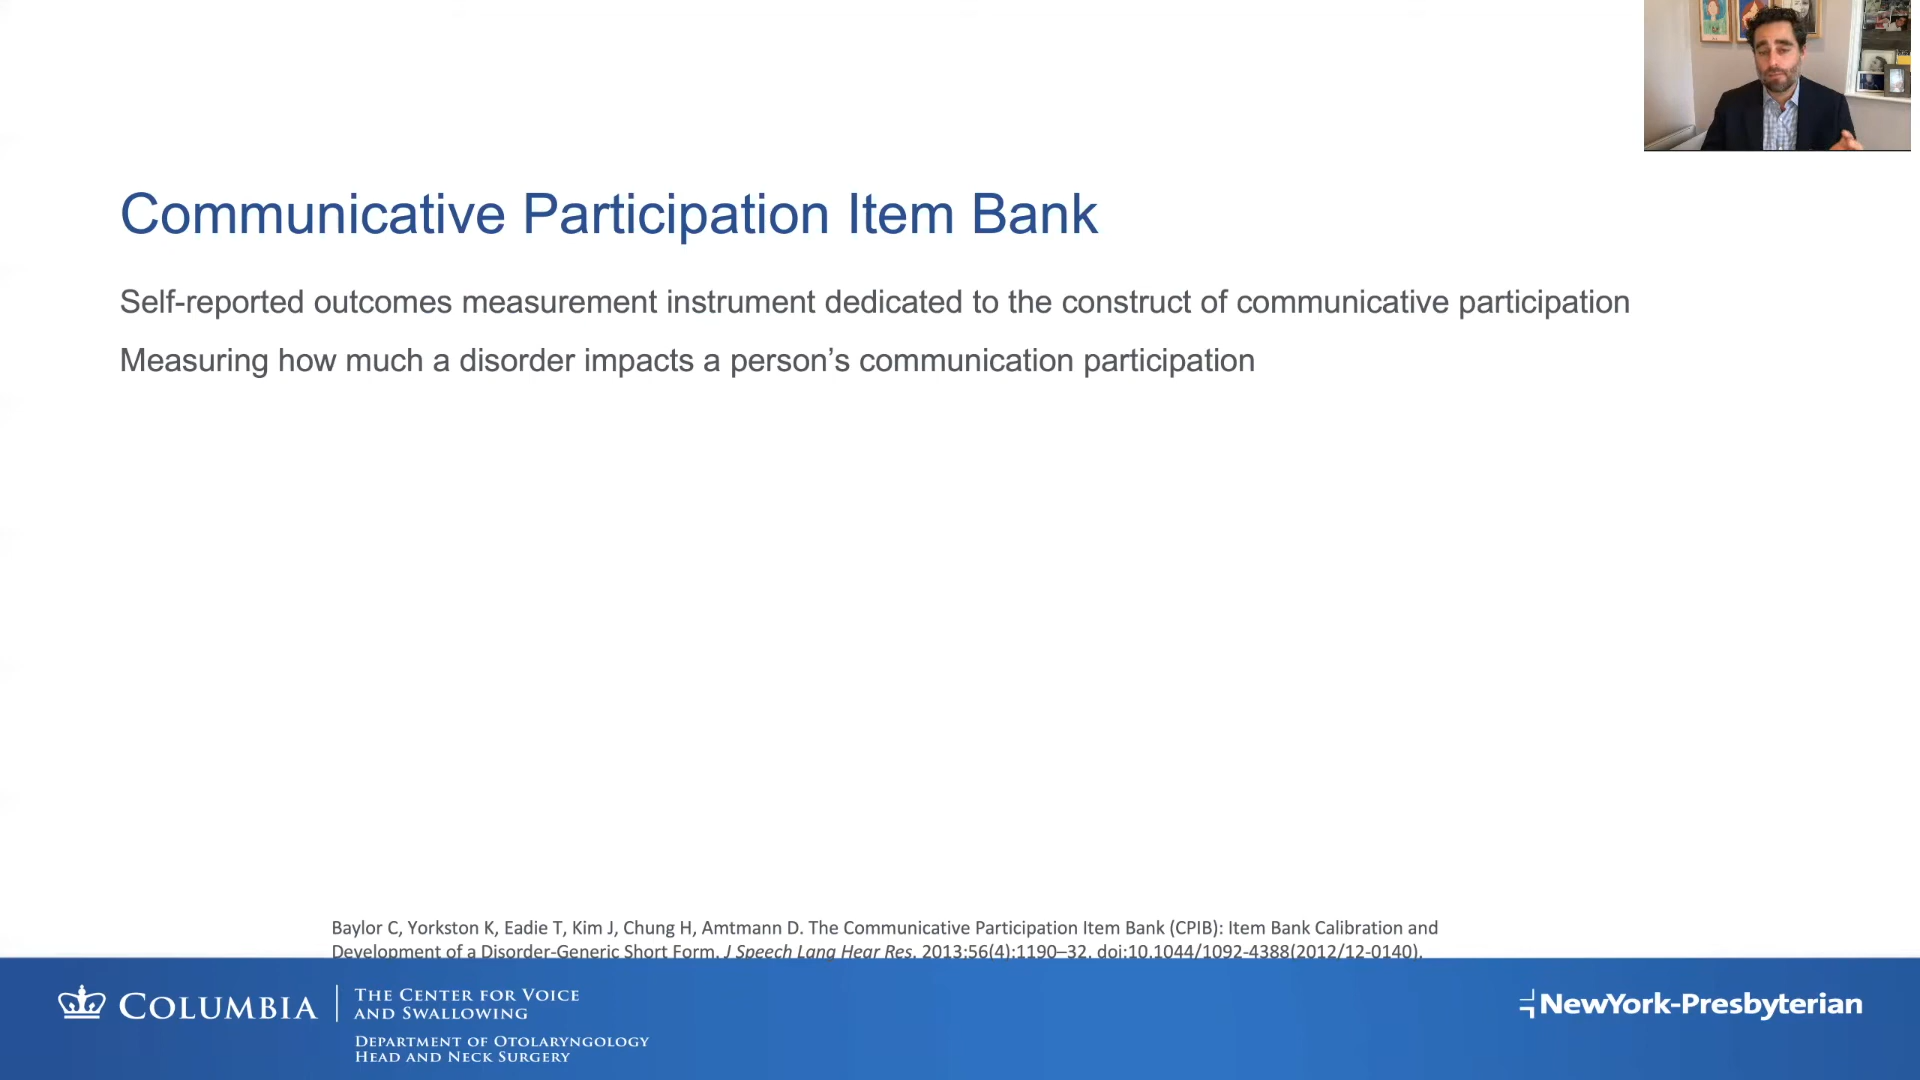 Communicative Participation Item Bank
Self-reported outcomes measurement instrument dedicated to the construct of communicative participation
Measuring how much a disorder impacts a person’s communication participation
Baylor C, Yorkston K, Eadie T, Kim J, Chung H, Amtmann D. The Communicative Participation Item Bank (CPIB): Item Bank Calibration and
Development of a Disorder-Generic Short Form. J Speech Lang Hear Res. 2013;56(4):1190–32. doi:10.1044/1092-4388(2012/12-0140).
COLUMBIA
THE CENTER FOR VOICE
AND SWALLOWING
DEPARTMENT OF OTOLARYNGOLOGY
HEAD AND NECK SURGERY
NewYork-Presbyterian